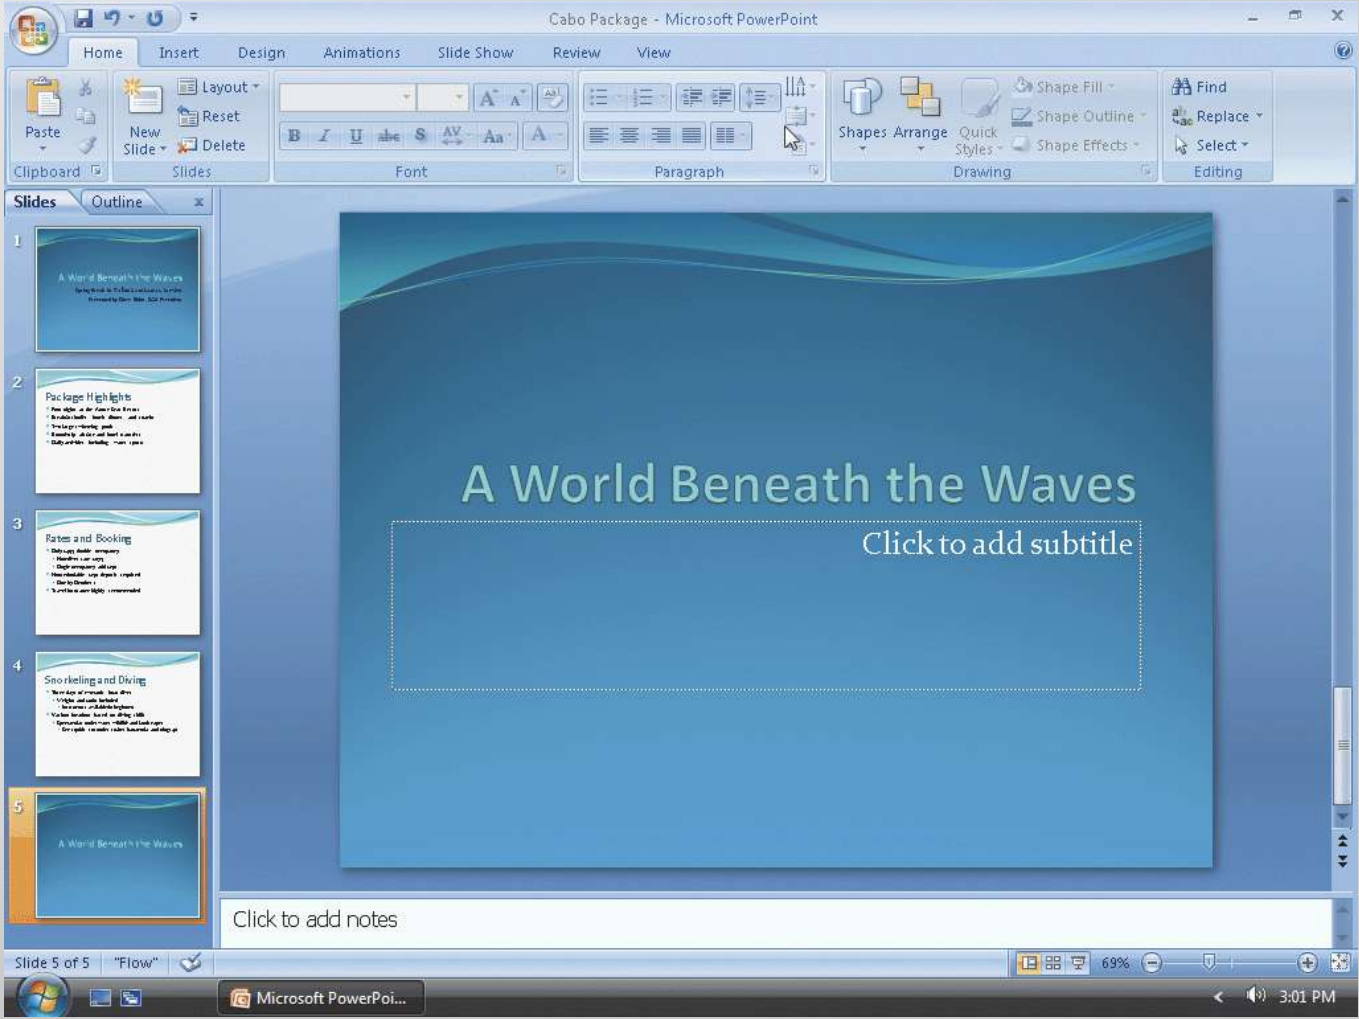 Cabo Package - Microsoft PowerPoint
Home Insert Design Animations Slide Show Review View
Paste
New Slide
Layout
Reset
Delete
B I U abc S AV Aa A
Shapes Arrange Quick Styles
Shape Fill
Shape Outline
Shape Effects
Find
Replace
Select
Clipboard Slides Font Paragraph Drawing Editing
Slides Outline
1
A World Beneath the Waves
2
Package Highlights
3
Rates and Booking
4
Snorkeling and Diving
5
A World Beneath the Waves
A World Beneath the Waves
Click to add subtitle
Click to add notes
Slide 5 of 5 "Flow" 69%
Microsoft PowerPoi... 3:01 PM